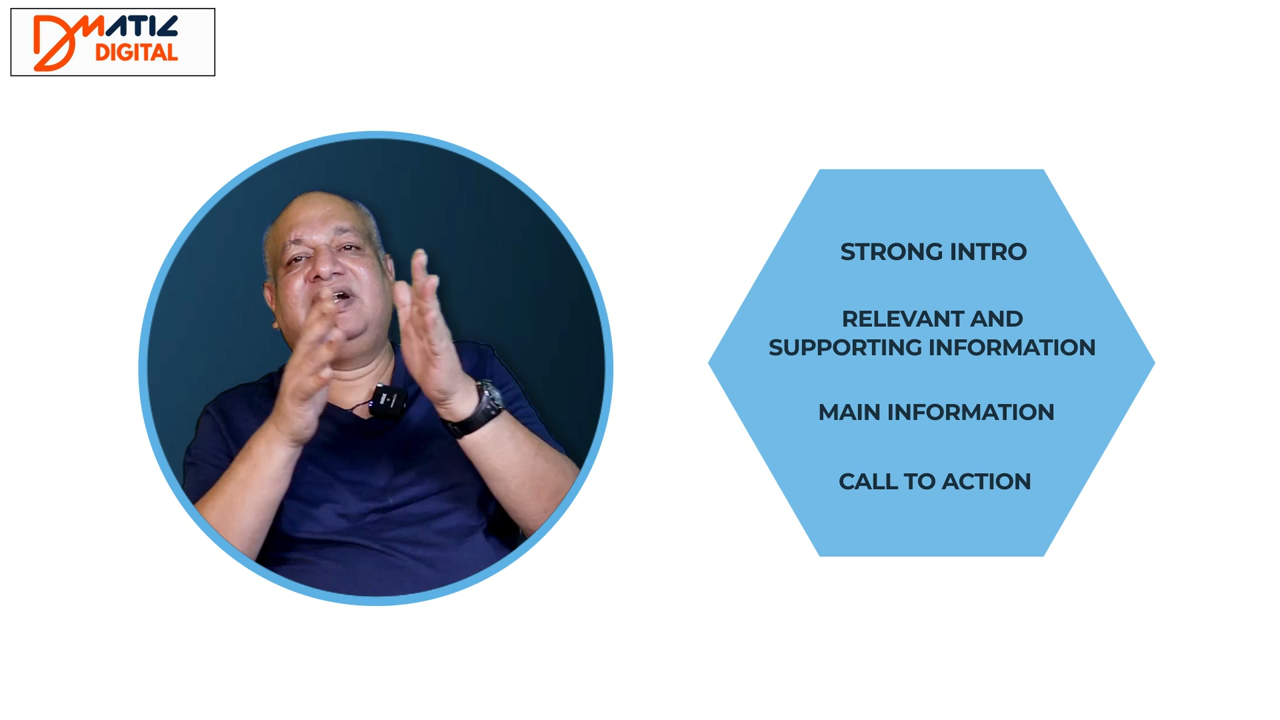 DMATIC
DIGITAL
STRONG INTRO
RELEVANT AND
SUPPORTING INFORMATION
MAIN INFORMATION
CALL TO ACTION